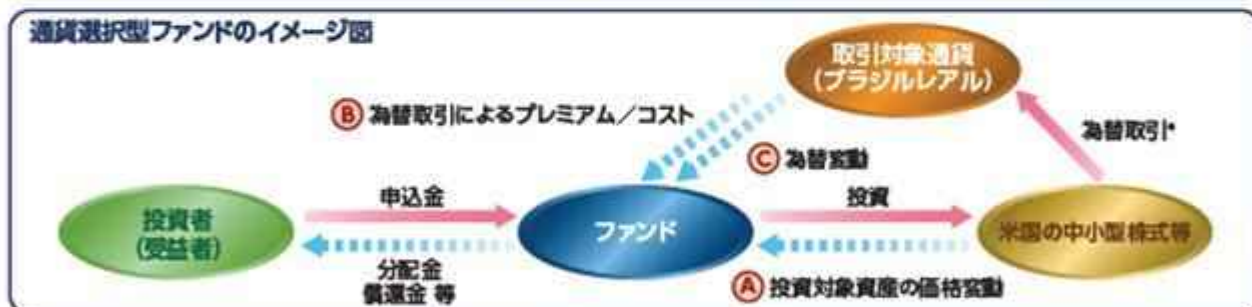 通貨選択型ファンドのイメージ図
取引対象通貨
(ブラジルレアル)
Ⓑ 為替取引によるプレミアム/コスト
為替取引*
Ⓒ 為替変動
申込金
投資
投資者
(受益者)
ファンド
米国の中小型株式等
分配金
償還金 等
Ⓐ 投資対象資産の価格変動